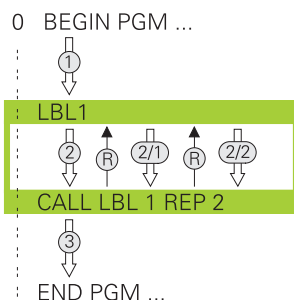 0 BEGIN PGM ...
1
LBL1
2 R 2/1 R 2/2
CALL LBL 1 REP 2
3
END PGM ...